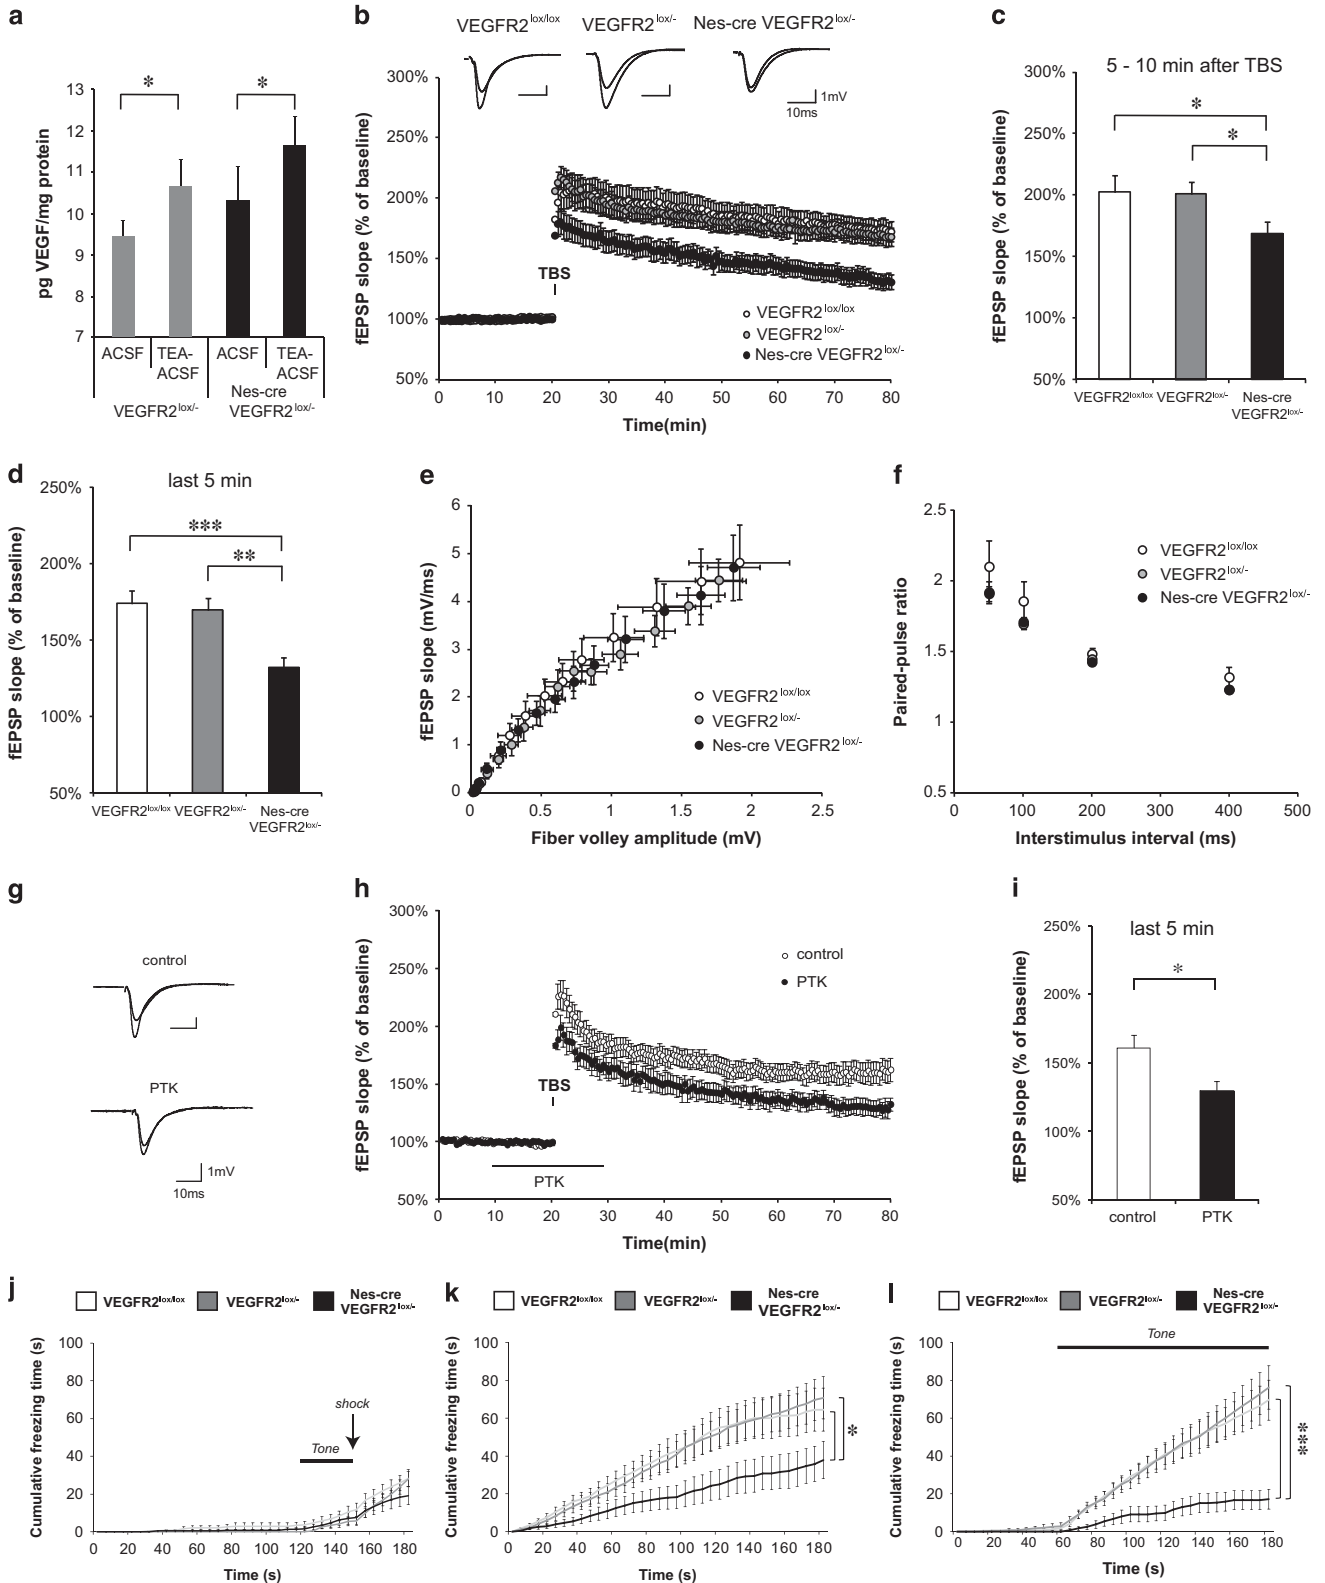 a
13
12
11
10
9
8
7
pg VEGF/mg protein
*
*
ACSF
TEA-
ACSF
ACSF
TEA-
ACSF
VEGFR2lox/-
Nes-cre
VEGFR2lox/-
b
VEGFR2lox/lox
VEGFR2lox/-
Nes-cre VEGFR2lox/-
1mV
10ms
300%
250%
200%
150%
100%
50%
fEPSP slope (% of baseline)
TBS
VEGFR2lox/lox
VEGFR2lox/-
Nes-cre VEGFR2lox/-
0 10 20 30 40 50 60 70 80
Time(min)
c
5 - 10 min after TBS
300%
250%
200%
150%
100%
50%
fEPSP slope (% of baseline)
*
*
VEGFR2lox/lox
VEGFR2lox/-
Nes-cre
VEGFR2lox/-
d
last 5 min
250%
200%
150%
100%
50%
fEPSP slope (% of baseline)
***
**
VEGFR2lox/lox
VEGFR2lox/-
Nes-cre
VEGFR2lox/-
e
6
5
4
3
2
1
0
fEPSP slope (mV/ms)
VEGFR2lox/lox
VEGFR2lox/-
Nes-cre VEGFR2lox/-
0 0.5 1 1.5 2 2.5
Fiber volley amplitude (mV)
f
2.5
2
1.5
1
0.5
Paired-pulse ratio
VEGFR2lox/lox
VEGFR2lox/-
Nes-cre VEGFR2lox/-
0 100 200 300 400 500
Interstimulus interval (ms)
g
control
PTK
1mV
10ms
h
300%
250%
200%
150%
100%
50%
fEPSP slope (% of baseline)
control
PTK
TBS
PTK
0 10 20 30 40 50 60 70 80
Time(min)
i
last 5 min
250%
200%
150%
100%
50%
fEPSP slope (% of baseline)
*
control
PTK
j
VEGFR2lox/lox
VEGFR2lox/-
Nes-cre
VEGFR2lox/-
100
80
60
40
20
0
Cumulative freezing time (s)
shock
Tone
0 20 40 60 80 100 120 140 160 180
Time (s)
k
VEGFR2lox/lox
VEGFR2lox/-
Nes-cre
VEGFR2lox/-
100
80
60
40
20
0
Cumulative freezing time (s)
*
0 20 40 60 80 100 120 140 160 180
Time (s)
l
VEGFR2lox/lox
VEGFR2lox/-
Nes-cre
VEGFR2lox/-
Tone
100
80
60
40
20
0
Cumulative freezing time (s)
***
0 20 40 60 80 100 120 140 160 180
Time (s)